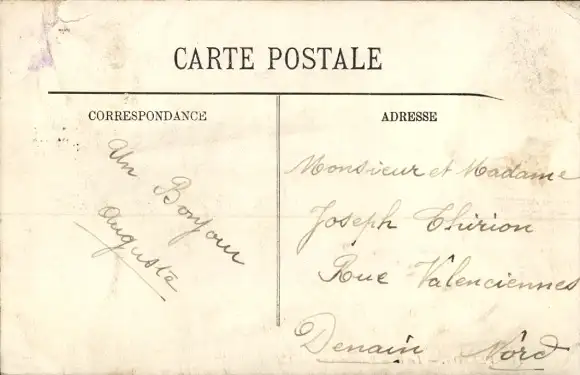 CARTE POSTALE
CORRESPONDANCE
ADRESSE
Un Bonjour
Auguste
Monsieur et Madame
Joseph Thirion
Rue Valenciennes
Denain Nord